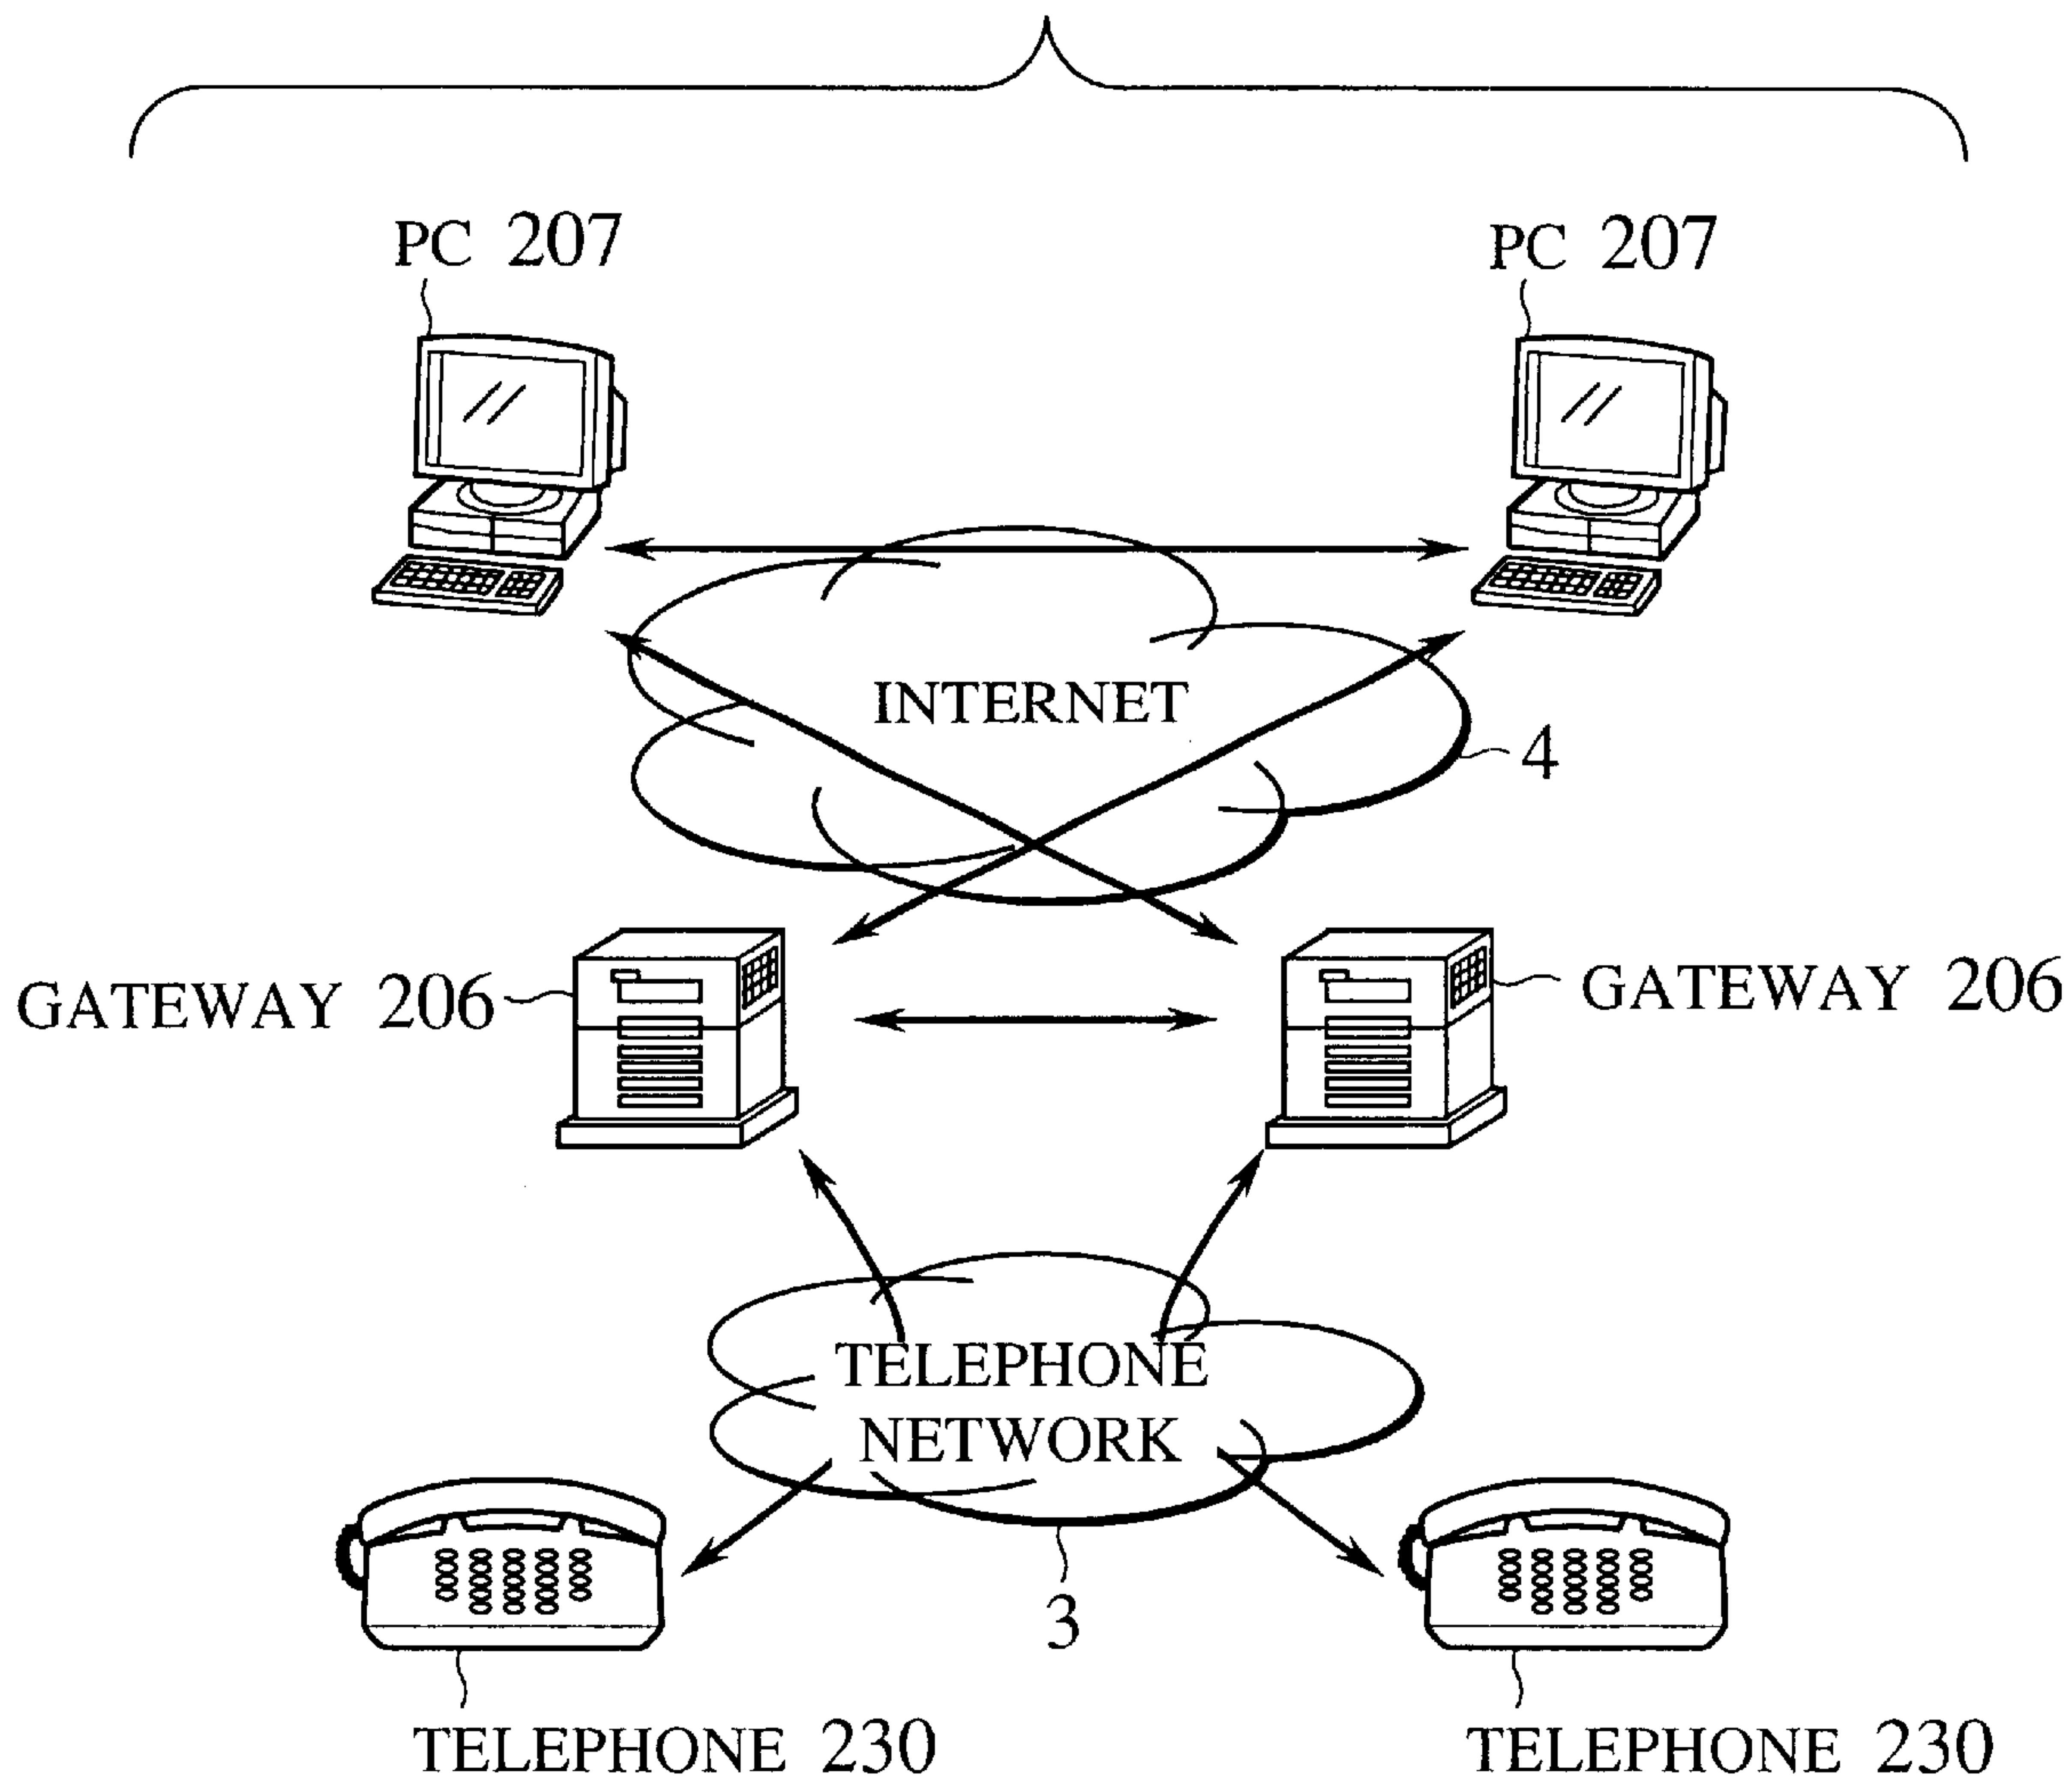 PC 207
PC 207
INTERNET
4
GATEWAY 206
GATEWAY 206
TELEPHONE
NETWORK
3
TELEPHONE 230
TELEPHONE 230